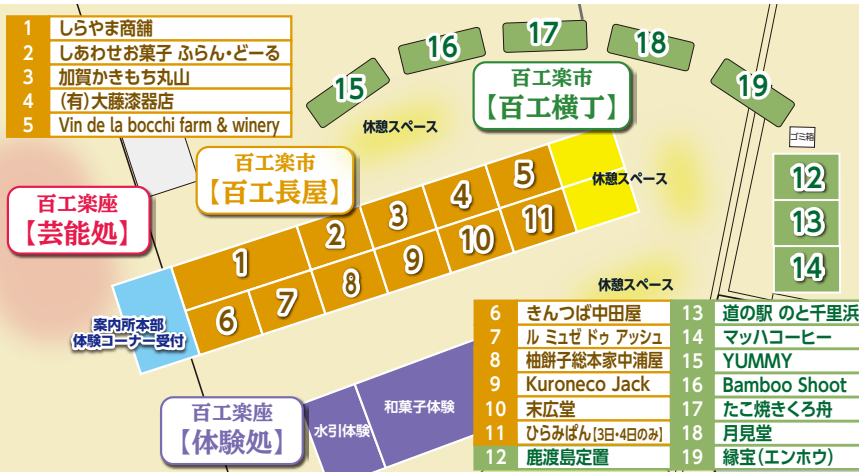 1 しらやま商舗
2 しあわせお菓子 ふらん・どーる
3 加賀かきもち丸山
4 (有)大藤漆器店
5 Vin de la bocchi farm & winery
15
16
17
18
19
百工楽市
【百工横丁】
休憩スペース
ゴミ箱
百工楽市
【百工長屋】
百工楽座
【芸能処】
休憩スペース
1
2
3
4
5
6
7
8
9
10
11
12
13
14
休憩スペース
案内所本部
体験コーナー受付
百工楽座
【体験処】
水引体験
和菓子体験
6 きんつば中田屋
7 ル ミュゼ ドゥ アッシュ
8 柚餅子総本家中浦屋
9 Kuroneco Jack
10 末広堂
11 ひらみぱん[3日・4日のみ]
12 鹿渡島定置
13 道の駅 のと千里浜
14 マッハコーヒー
15 YUMMY
16 Bamboo Shoot
17 たこ焼きくろ舟
18 月見堂
19 縁宝(エンホウ)